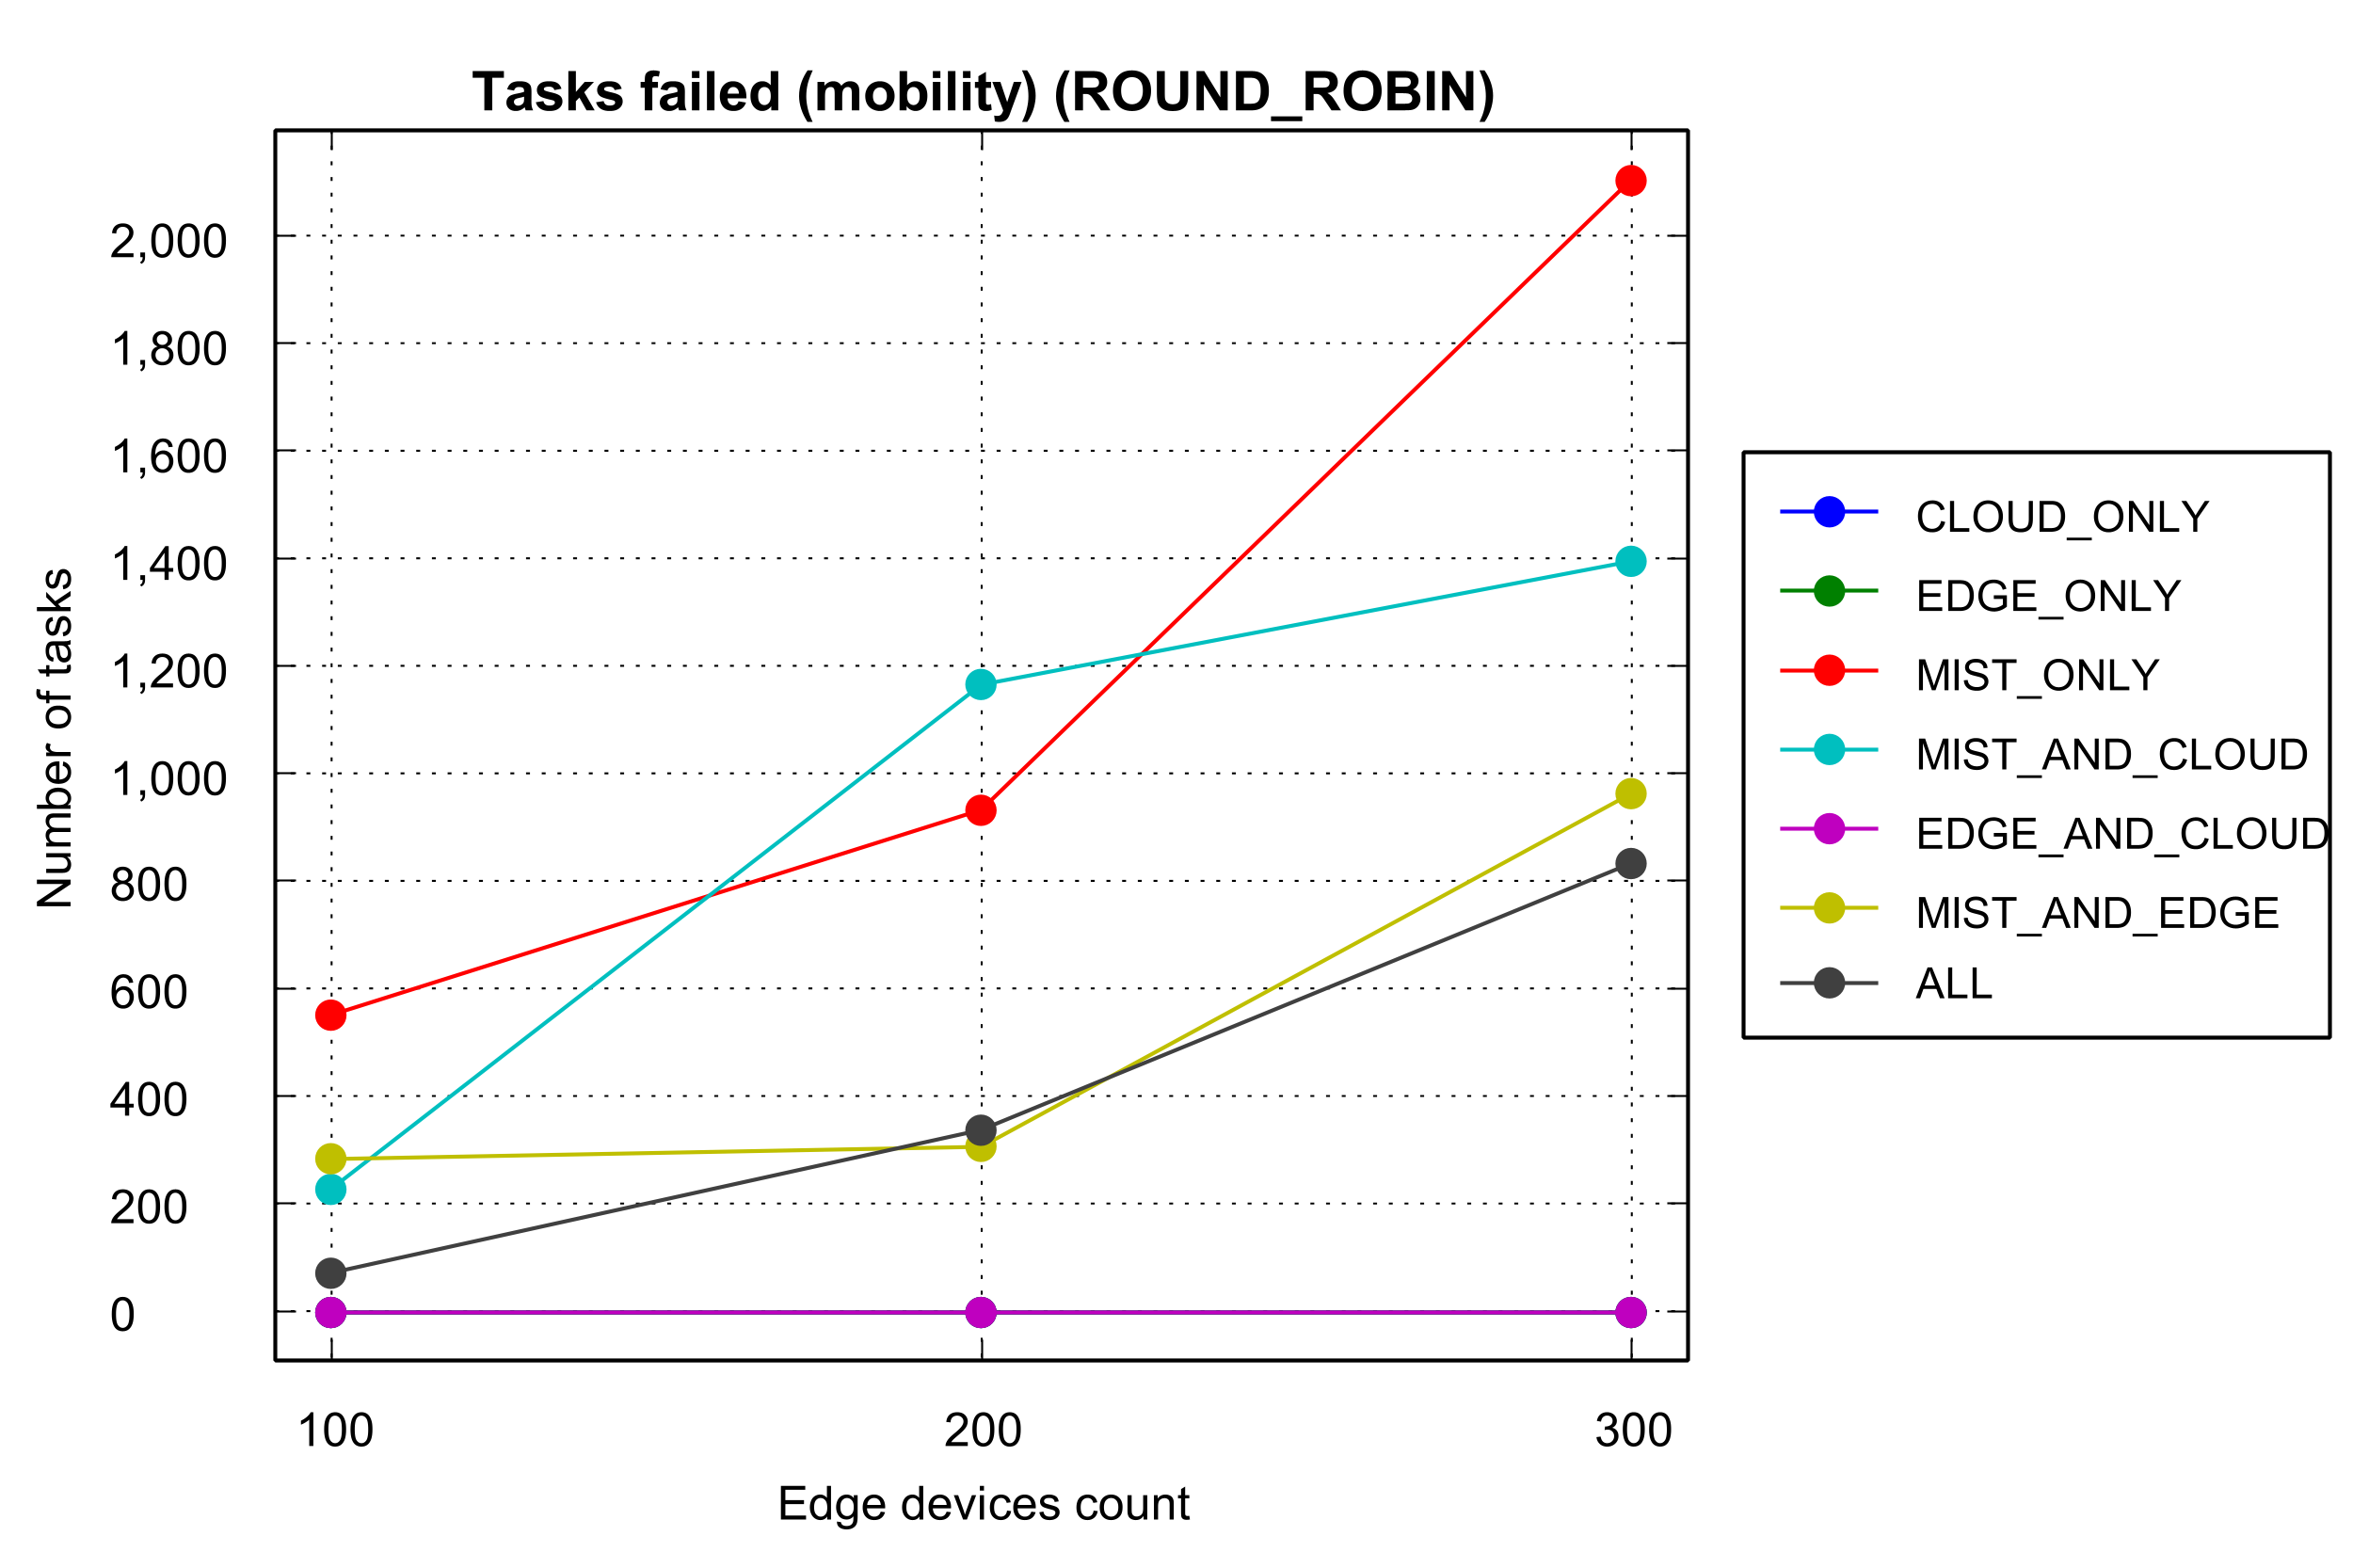 Tasks failed (mobility) (ROUND_ROBIN)
2,000
1,800
1,600
1,400
1,200
1,000
800
600
400
200
0
Number of tasks
100 200 300
Edge devices count
CLOUD_ONLY
EDGE_ONLY
MIST_ONLY
MIST_AND_CLOUD
EDGE_AND_CLOUD
MIST_AND_EDGE
ALL